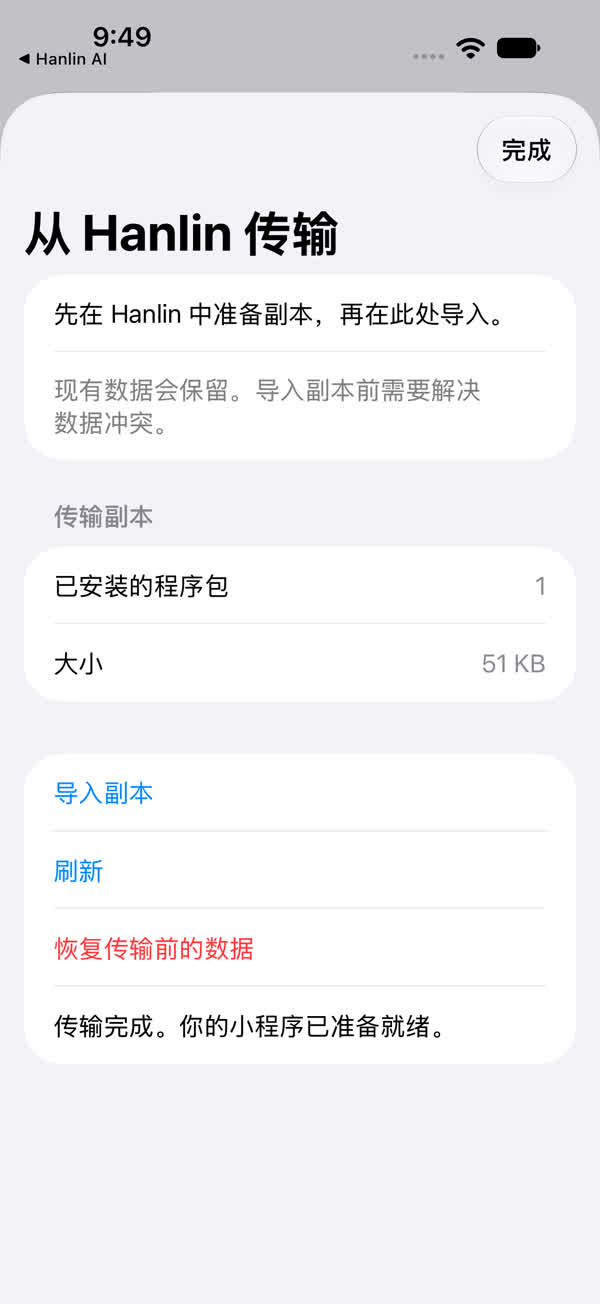 9:49
◀ Hanlin AI
完成
从 Hanlin 传输
先在 Hanlin 中准备副本，再在此处导入。
现有数据会保留。导入副本前需要解决
数据冲突。
传输副本
已安装的程序包 1
大小 51 KB
导入副本
刷新
恢复传输前的数据
传输完成。你的小程序已准备就绪。